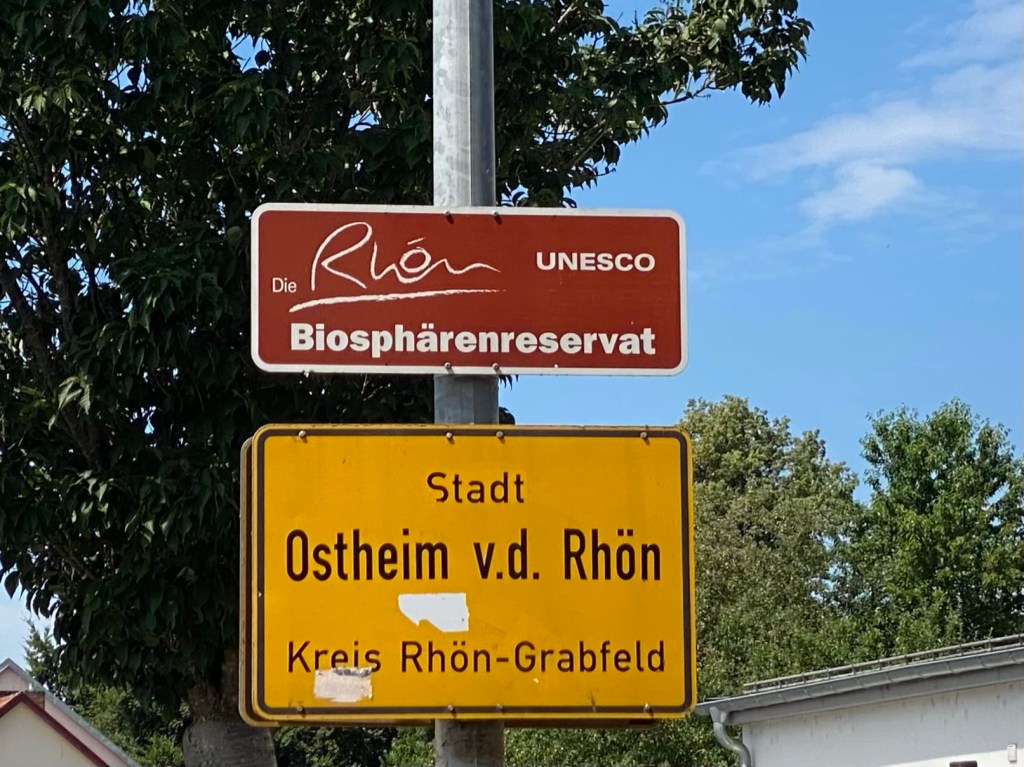 Die Rhön UNESCO
Biosphärenreservat
Stadt
Ostheim v.d. Rhön
Kreis Rhön-Grabfeld